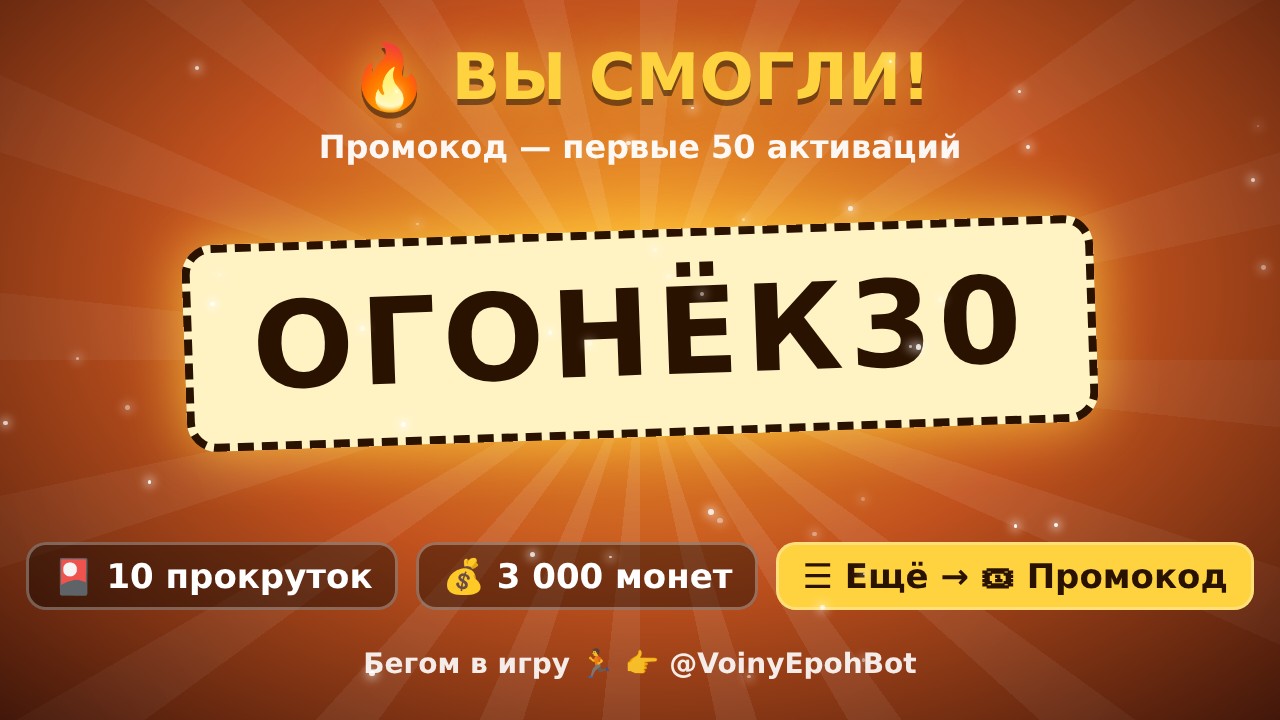 🔥 ВЫ СМОГЛИ!
Промокод — первые 50 активаций
ОГОНЁК30
🎴 10 прокруток
💰 3 000 монет
☰ Ещё → 🎟 Промокод
Бегом в игру 🏃 👉 @VoinyEpohBot